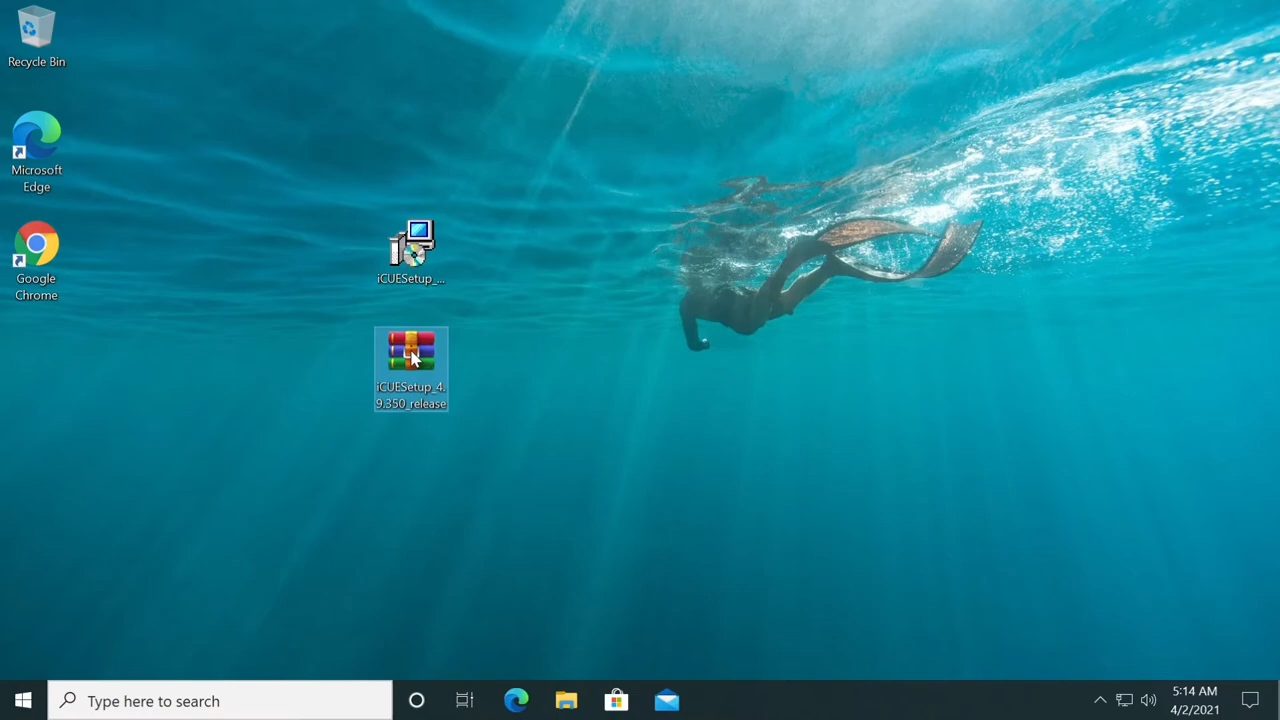 Recycle Bin
Microsoft
Edge
Google
Chrome
iCUESetup_...
iCUESetup_4.
9.350_release
Type here to search
5:14 AM
4/2/2021